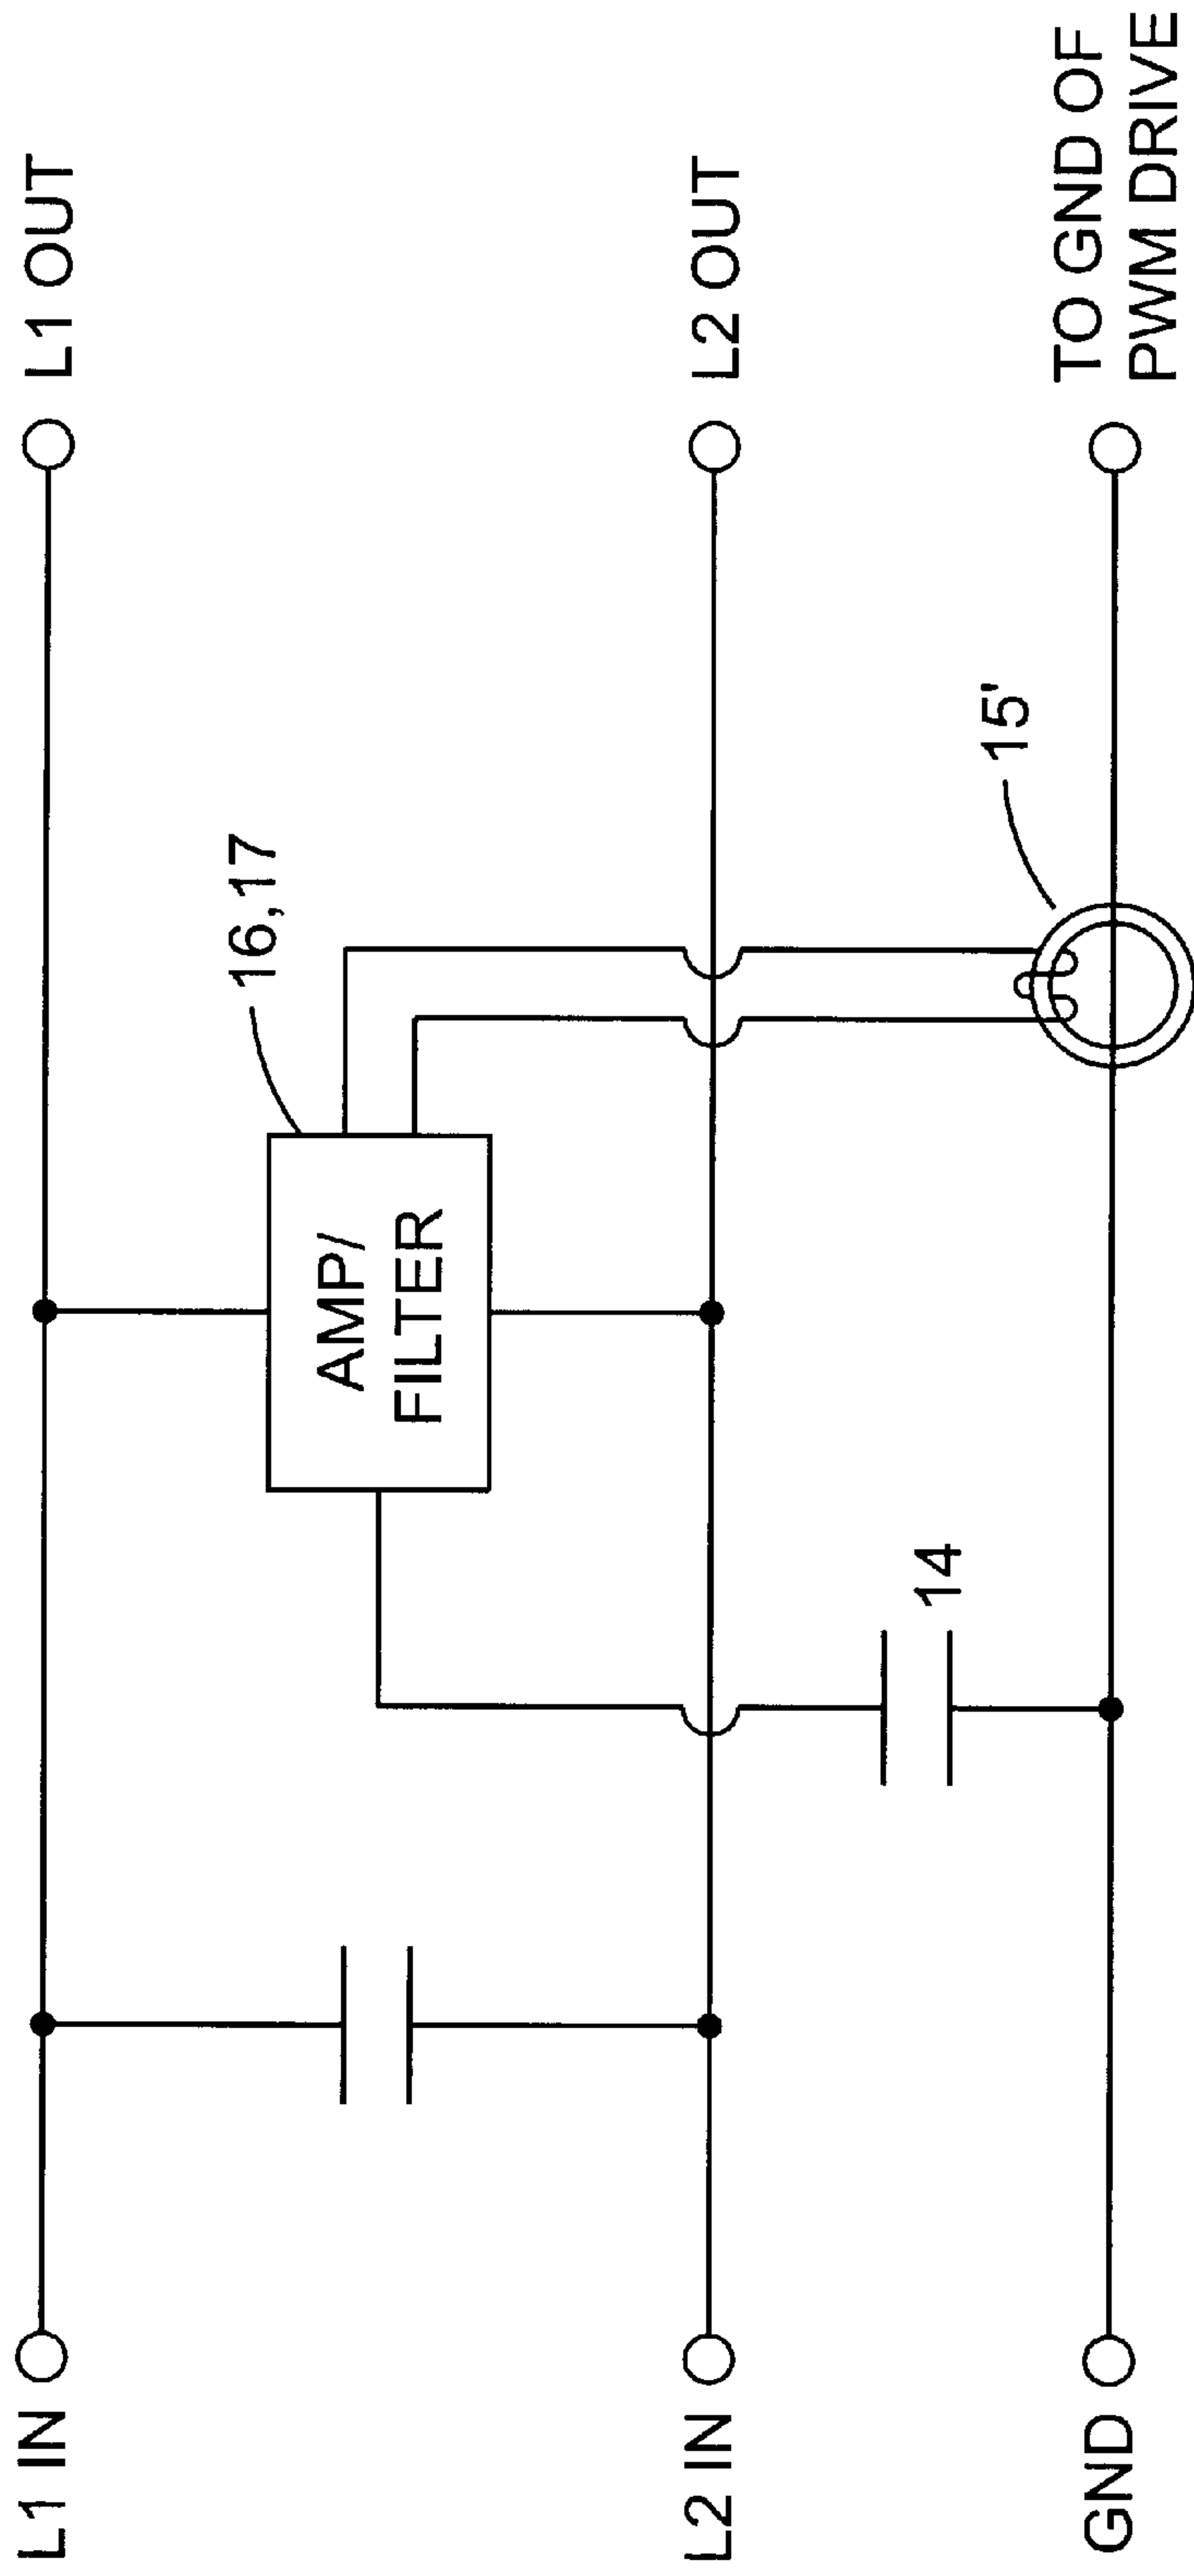 L1 IN
L1 OUT
16,17
AMP/
FILTER
L2 IN
L2 OUT
14
15'
GND
TO GND OF
PWM DRIVE